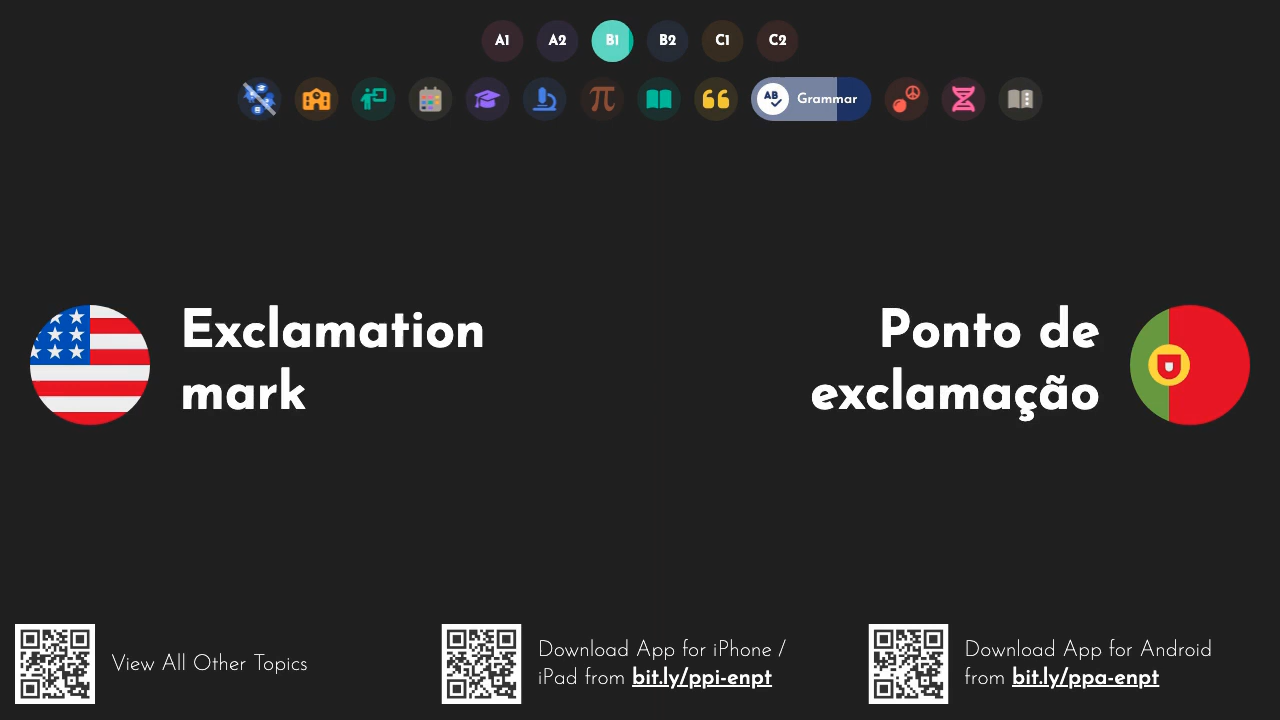 A1 A2 B1 B2 C1 C2
AB Grammar
Exclamation
mark
Ponto de
exclamação
View All Other Topics
Download App for iPhone /
iPad from bit.ly/ppi-enpt
Download App for Android
from bit.ly/ppa-enpt